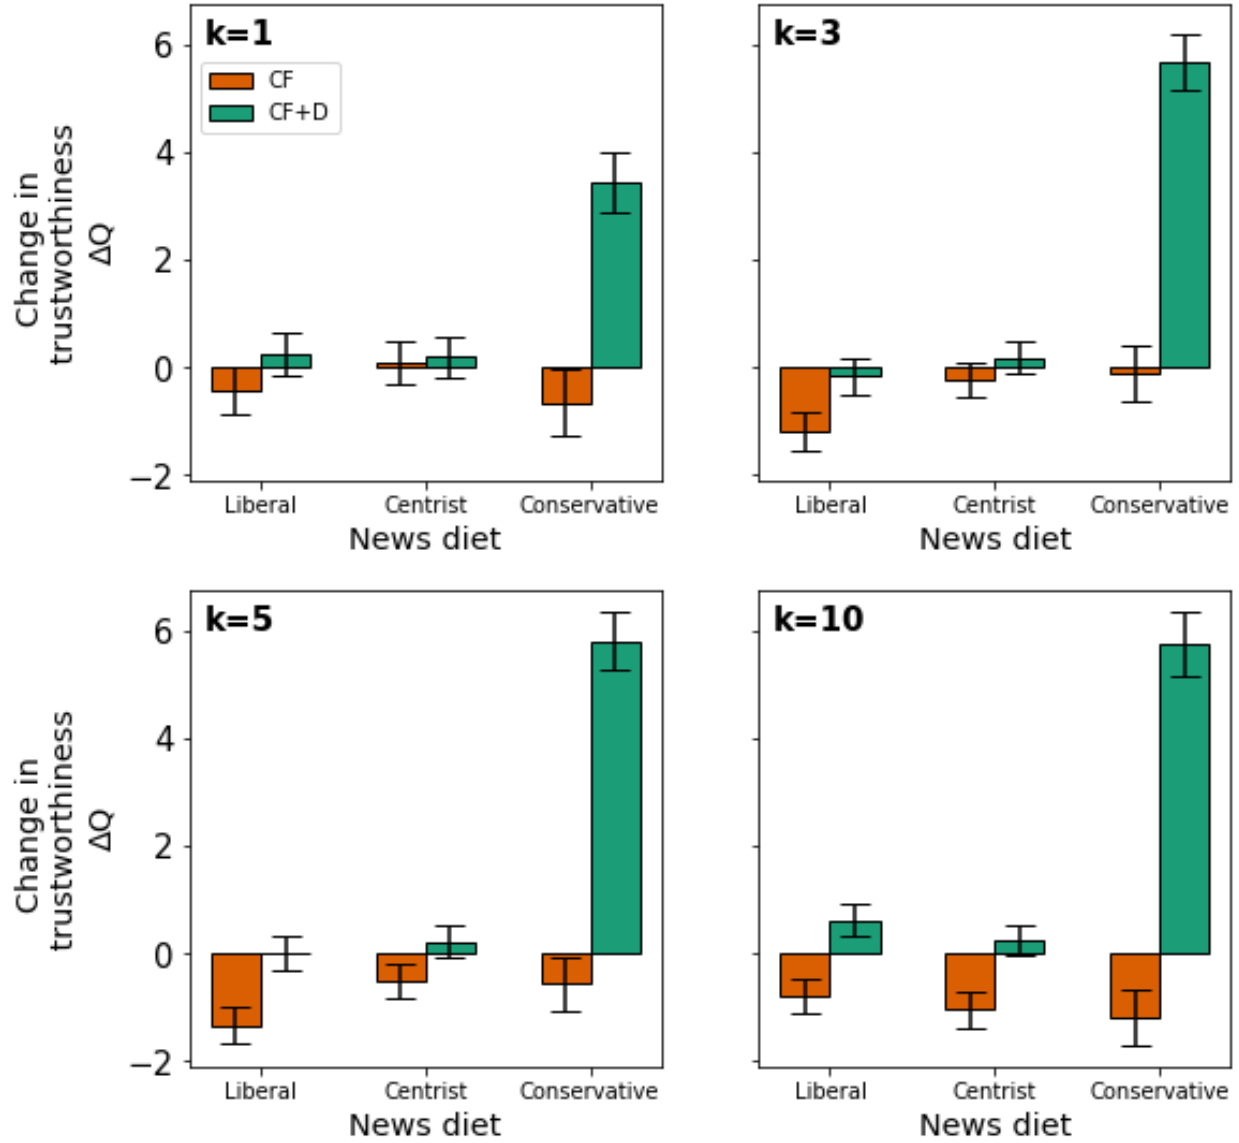 k=1
CF
CF+D
6
4
2
0
−2
Change in
trustworthiness
ΔQ
Liberal
Centrist
Conservative
News diet
k=3
Liberal
Centrist
Conservative
News diet
k=5
6
4
2
0
−2
Change in
trustworthiness
ΔQ
Liberal
Centrist
Conservative
News diet
k=10
Liberal
Centrist
Conservative
News diet